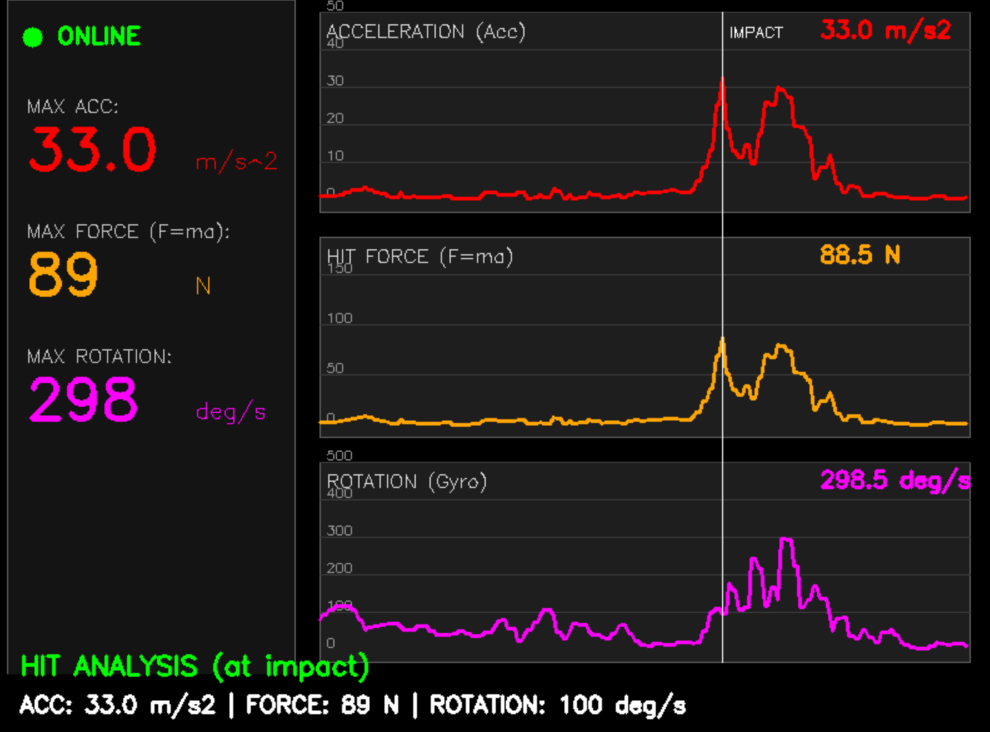 ONLINE
MAX ACC:
33.0 m/s^2
MAX FORCE (F=ma):
89 N
MAX ROTATION:
298 deg/s
50
ACCELERATION (Acc)
IMPACT
33.0 m/s2
40
30
20
10
0
HIT FORCE (F=ma)
88.5 N
150
100
50
0
500
ROTATION (Gyro)
298.5 deg/s
400
300
200
100
0
HIT ANALYSIS (at impact)
ACC: 33.0 m/s2 | FORCE: 89 N | ROTATION: 100 deg/s